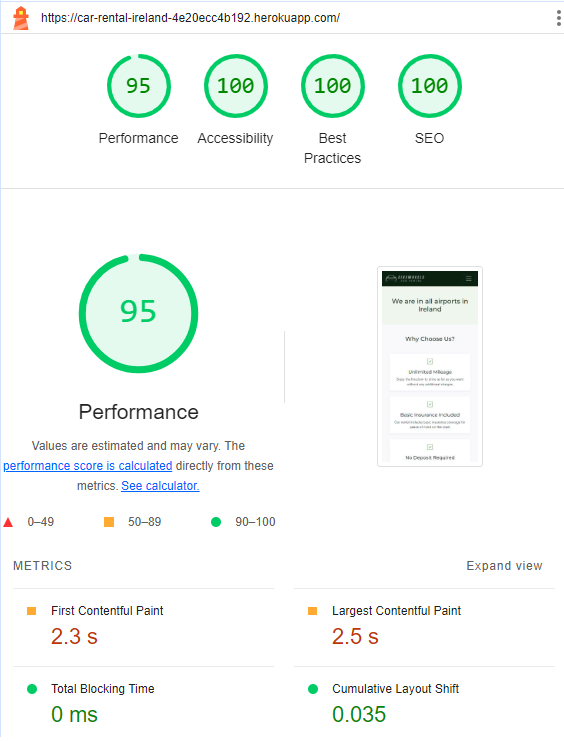 https://car-rental-ireland-4e20ecc4b192.herokuapp.com/
95 100 100 100
Performance Accessibility Best Practices SEO
95
Performance
Values are estimated and may vary. The
performance score is calculated directly from these
metrics. See calculator.
0–49 50–89 90–100
We are in all airports in
Ireland
Why Choose Us?
Unlimited Mileage
Basic Insurance Included
No Deposit Required
METRICS Expand view
First Contentful Paint
2.3 s
Largest Contentful Paint
2.5 s
Total Blocking Time
0 ms
Cumulative Layout Shift
0.035